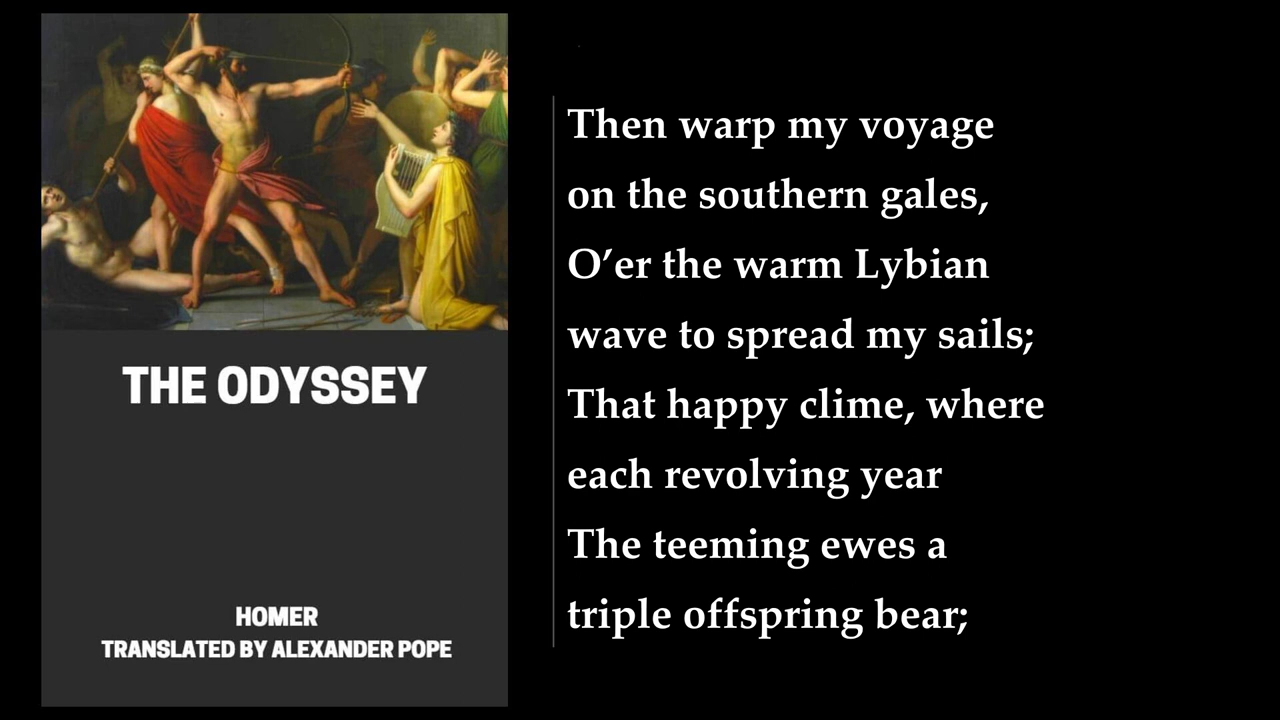 THE ODYSSEY
HOMER
TRANSLATED BY ALEXANDER POPE
Then warp my voyage
on the southern gales,
O’er the warm Lybian
wave to spread my sails;
That happy clime, where
each revolving year
The teeming ewes a
triple offspring bear;